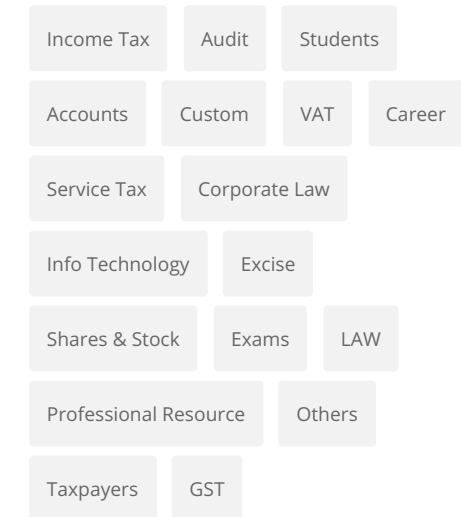 Income Tax Audit Students
Accounts Custom VAT Career
Service Tax Corporate Law
Info Technology Excise
Shares & Stock Exams LAW
Professional Resource Others
Taxpayers GST